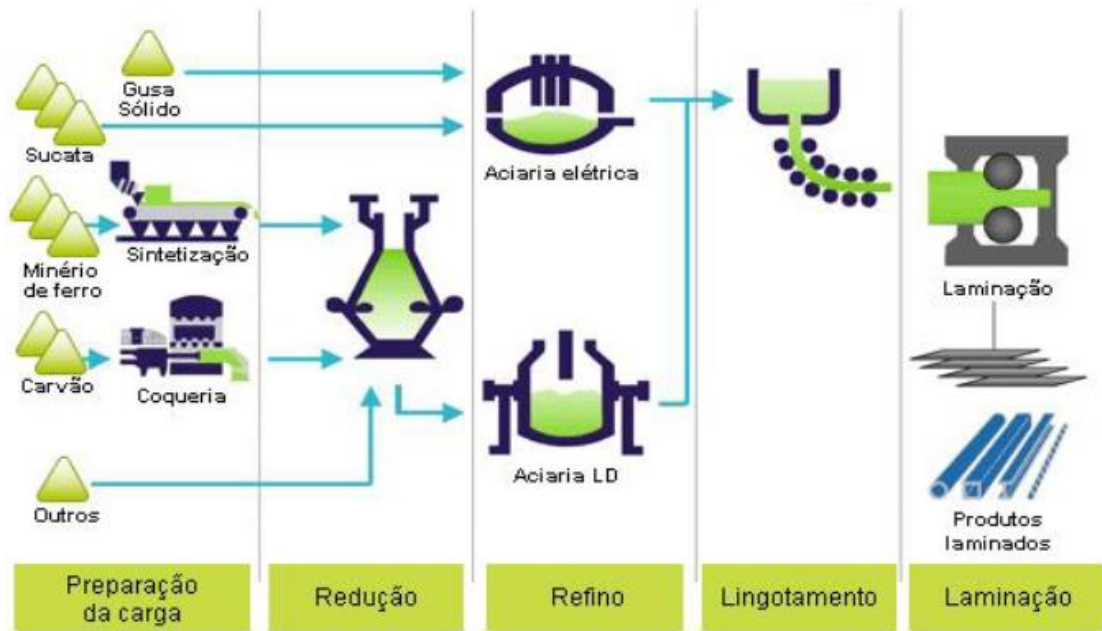 Gusa
Sólido
Sucata
Aciaria elétrica
Sintetização
Minério
de ferro
Laminação
Carvão
Coqueria
Aciaria LD
Outros
Produtos
laminados
Preparação
da carga
Redução
Refino
Lingotamento
Laminação